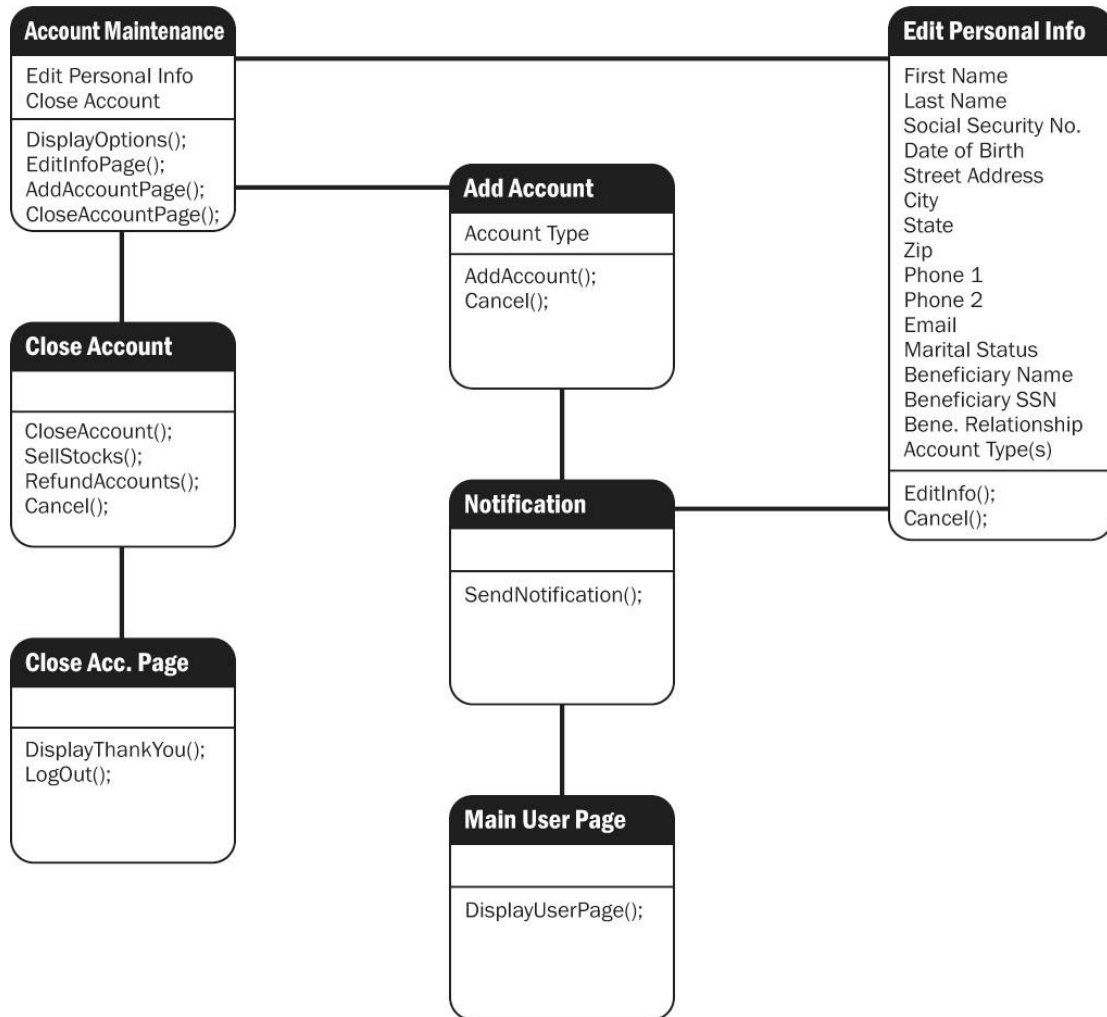 Account Maintenance
Edit Personal Info
Close Account
DisplayOptions();
EditInfoPage();
AddAccountPage();
CloseAccountPage();
Edit Personal Info
First Name
Last Name
Social Security No.
Date of Birth
Street Address
City
State
Zip
Phone 1
Phone 2
Email
Marital Status
Beneficiary Name
Beneficiary SSN
Bene. Relationship
Account Type(s)
EditInfo();
Cancel();
Add Account
Account Type
AddAccount();
Cancel();
Close Account
CloseAccount();
SellStocks();
RefundAccounts();
Cancel();
Notification
SendNotification();
Close Acc. Page
DisplayThankYou();
LogOut();
Main User Page
DisplayUserPage();